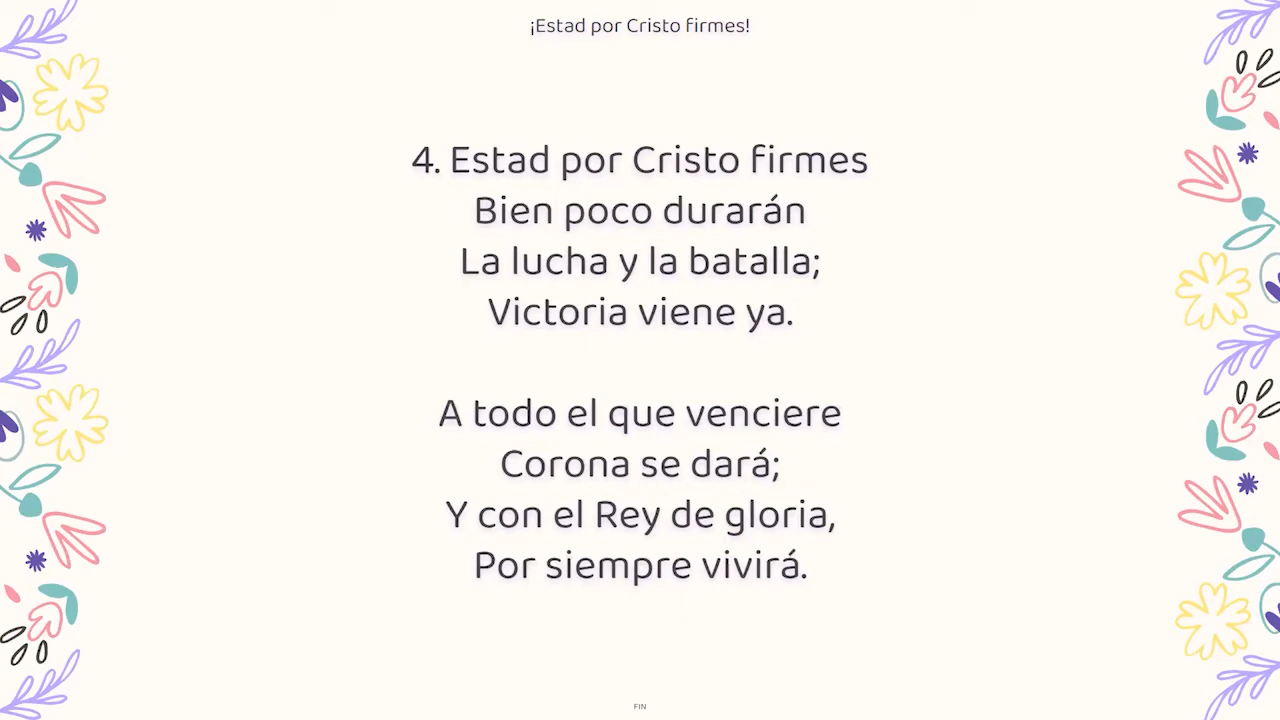 ¡Estad por Cristo firmes!
4. Estad por Cristo firmes
Bien poco durarán
La lucha y la batalla;
Victoria viene ya.
A todo el que venciere
Corona se dará;
Y con el Rey de gloria,
Por siempre vivirá.
FIN